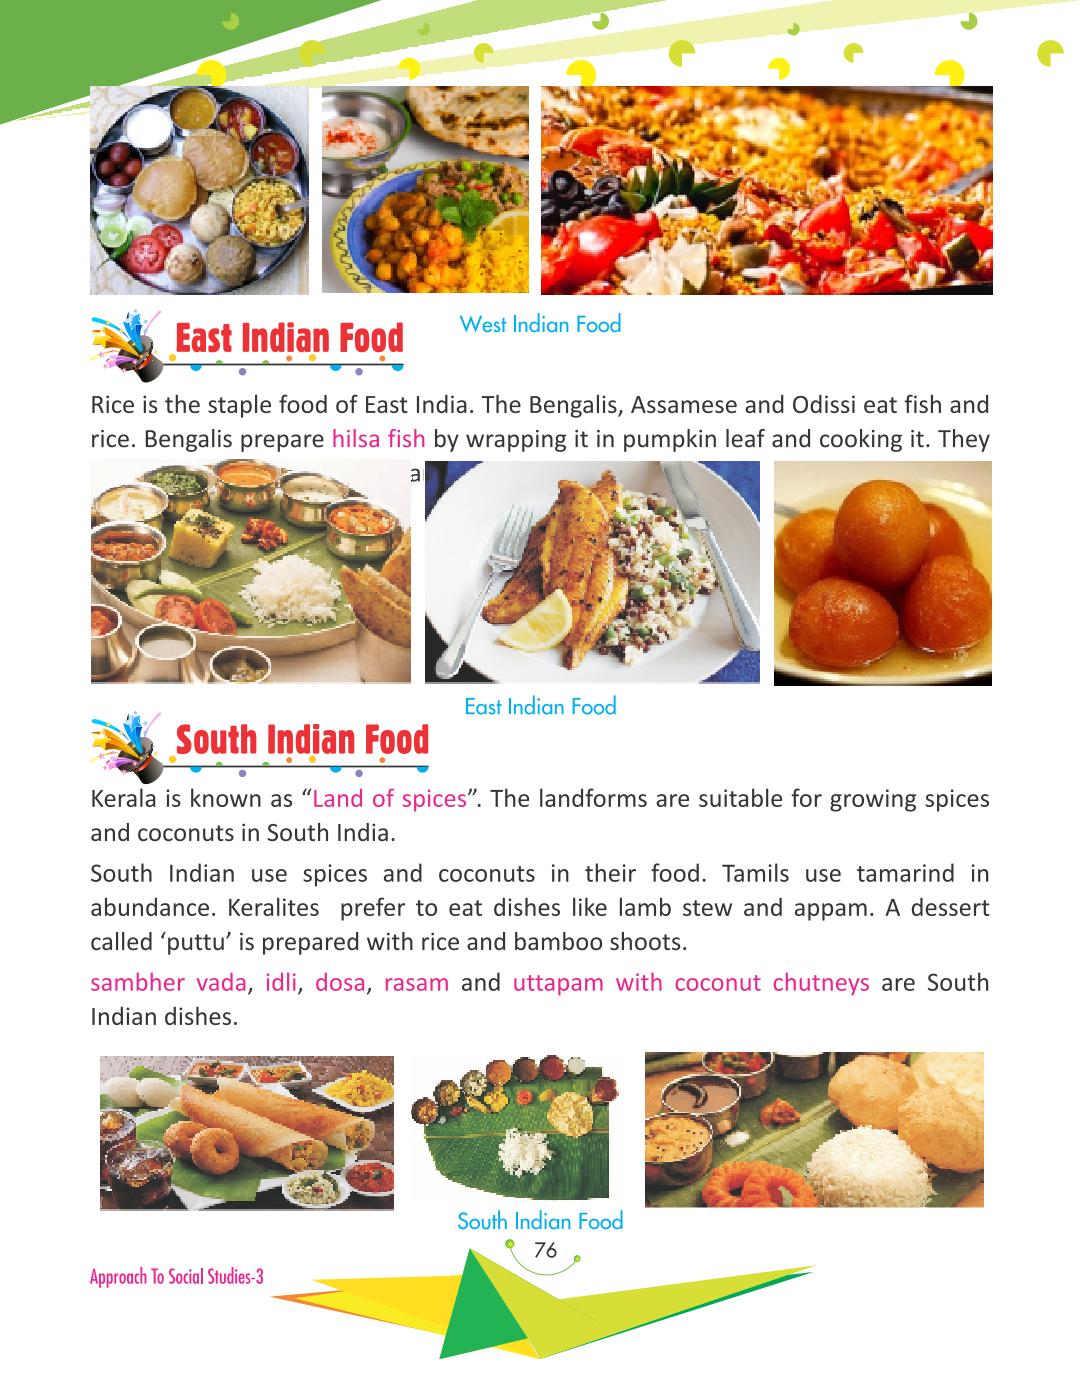 West Indian Food
East Indian Food
Rice is the staple food of East India. The Bengalis, Assamese and Odissi eat fish and
rice. Bengalis prepare hilsa fish by wrapping it in pumpkin leaf and cooking it. They
East Indian Food
South Indian Food
Kerala is known as “Land of spices”. The landforms are suitable for growing spices
and coconuts in South India.
South Indian use spices and coconuts in their food. Tamils use tamarind in
abundance. Keralites prefer to eat dishes like lamb stew and appam. A dessert
called ‘puttu’ is prepared with rice and bamboo shoots.
sambher vada, idli, dosa, rasam and uttapam with coconut chutneys are South
Indian dishes.
South Indian Food
76
Approach To Social Studies-3